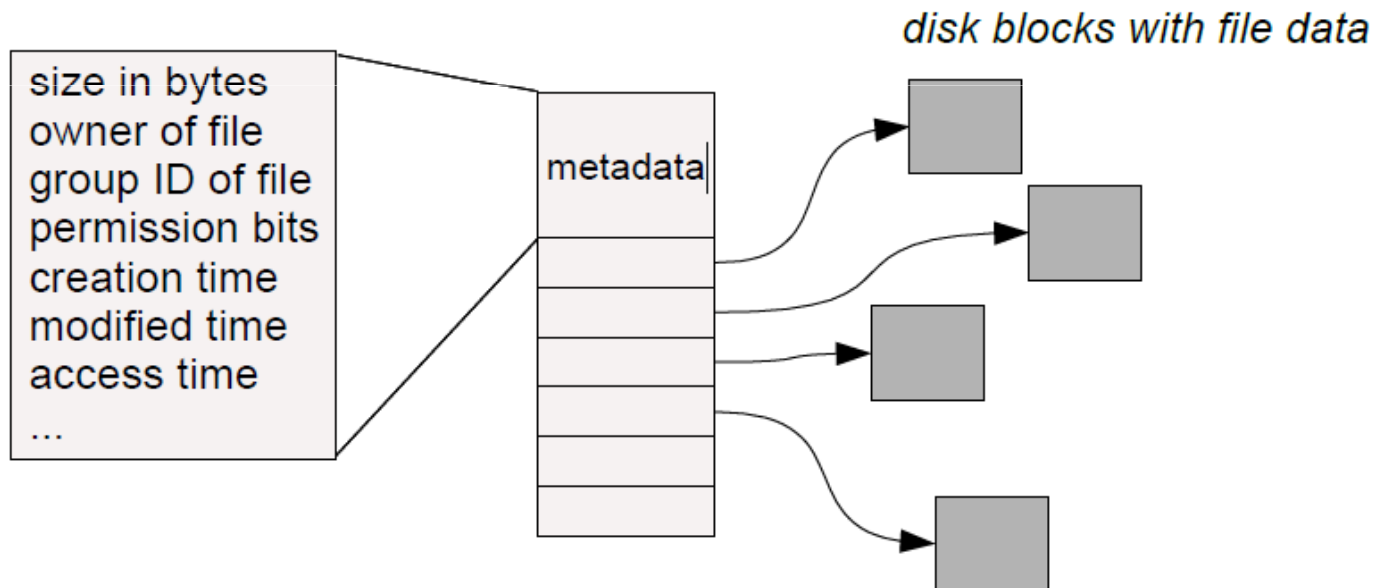 disk blocks with file data
size in bytes
owner of file
group ID of file
permission bits
creation time
modified time
access time
...
metadata